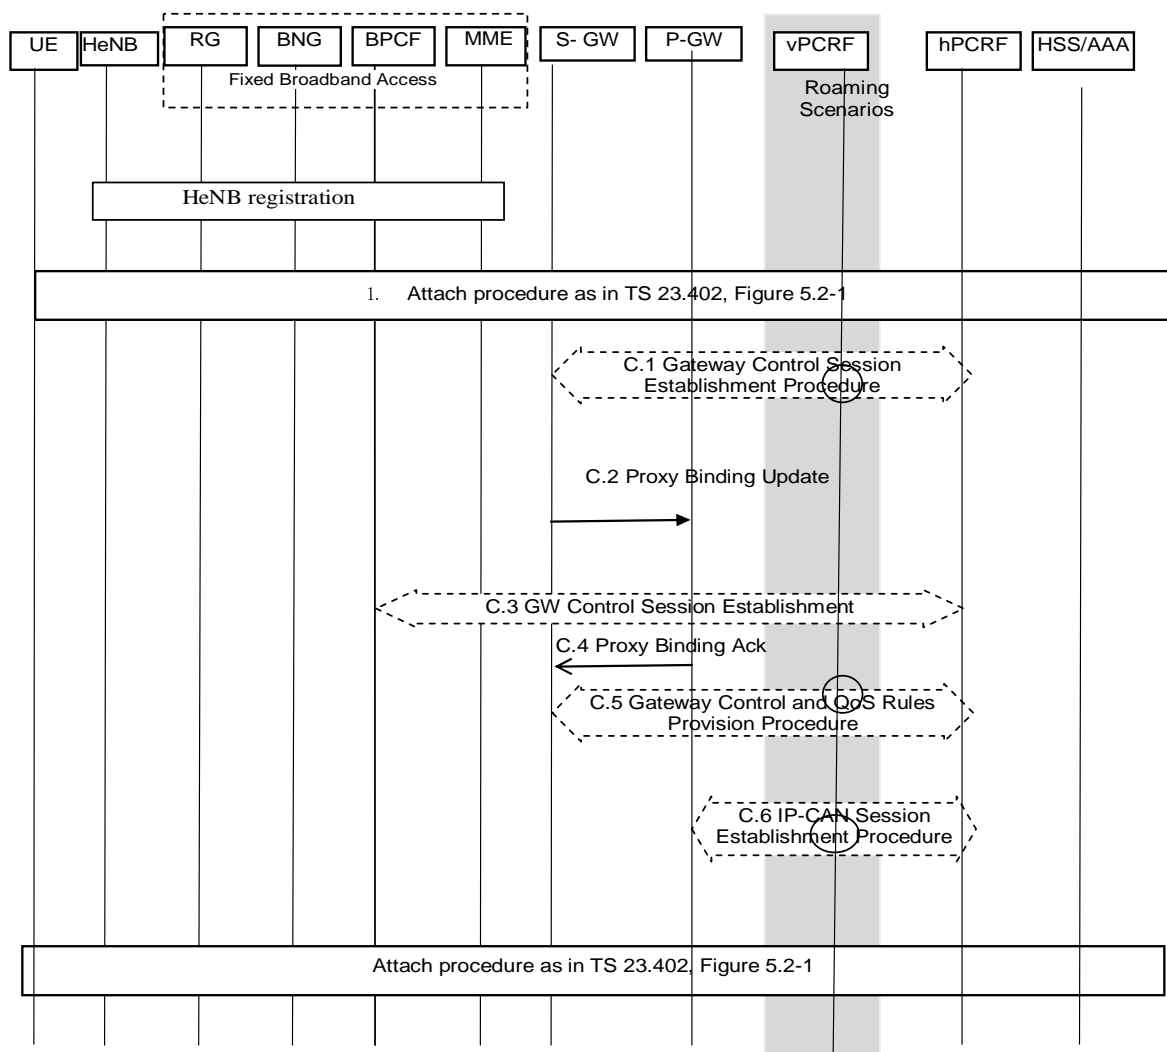 UE HeNB RG BNG BPCF MME S- GW P-GW vPCRF hPCRF HSS/AAA
Fixed Broadband Access
Roaming
Scenarios
HeNB registration
1. Attach procedure as in TS 23.402, Figure 5.2-1
C.1 Gateway Control Session
Establishment Procedure
C.2 Proxy Binding Update
C.3 GW Control Session Establishment
C.4 Proxy Binding Ack
C.5 Gateway Control and QoS Rules
Provision Procedure
C.6 IP-CAN Session
Establishment Procedure
Attach procedure as in TS 23.402, Figure 5.2-1